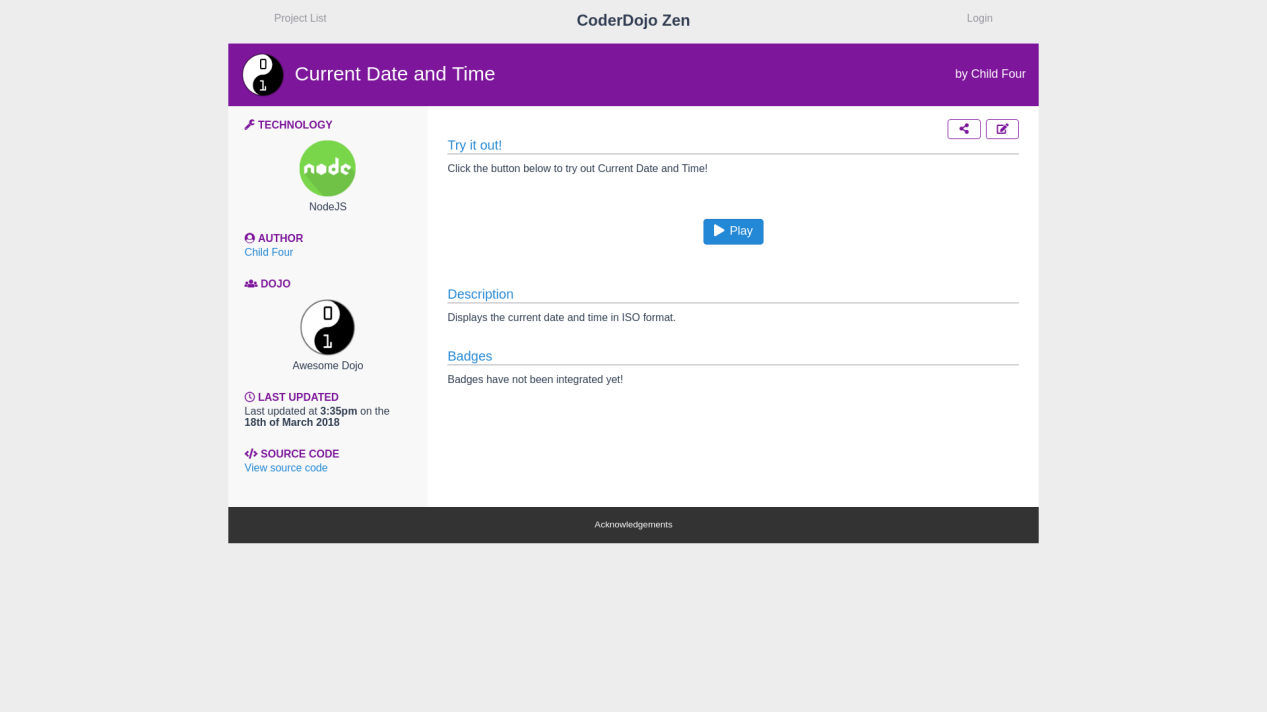 Project List
CoderDojo Zen
Login
Current Date and Time
by Child Four
TECHNOLOGY
node
NodeJS
AUTHOR
Child Four
DOJO
Awesome Dojo
LAST UPDATED
Last updated at 3:35pm on the
18th of March 2018
SOURCE CODE
View source code
Try it out!
Click the button below to try out Current Date and Time!
Play
Description
Displays the current date and time in ISO format.
Badges
Badges have not been integrated yet!
Acknowledgements